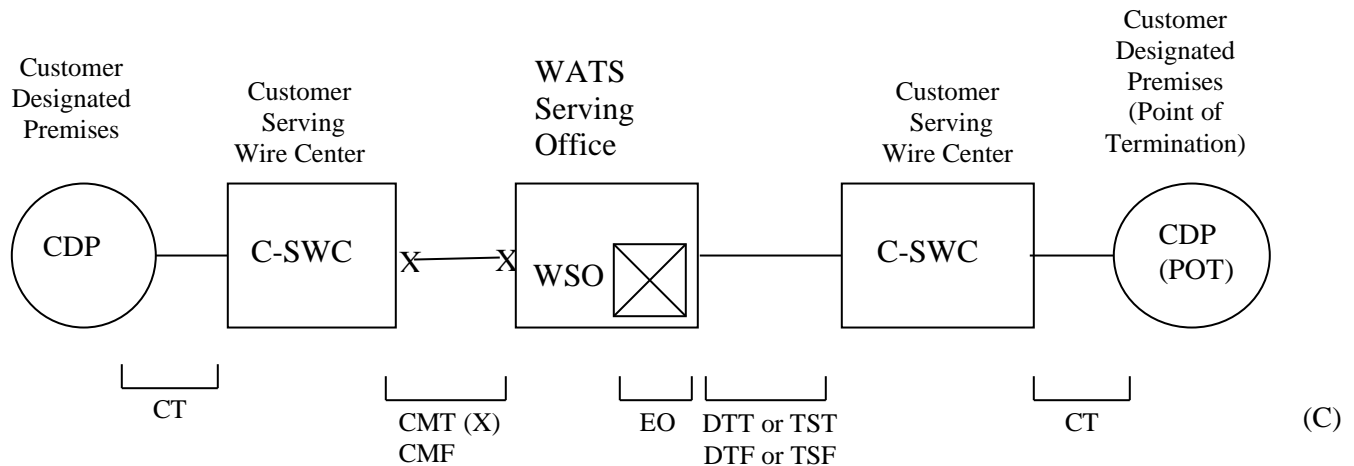 Customer
Designated
Premises
Customer
Serving
Wire Center
WATS
Serving
Office
Customer
Serving
Wire Center
Customer
Designated
Premises
(Point of
Termination)
CDP
C-SWC
X
X
WSO
C-SWC
CDP
(POT)
CT
CMT (X)
CMF
EO
DTT or TST
DTF or TSF
CT
(C)